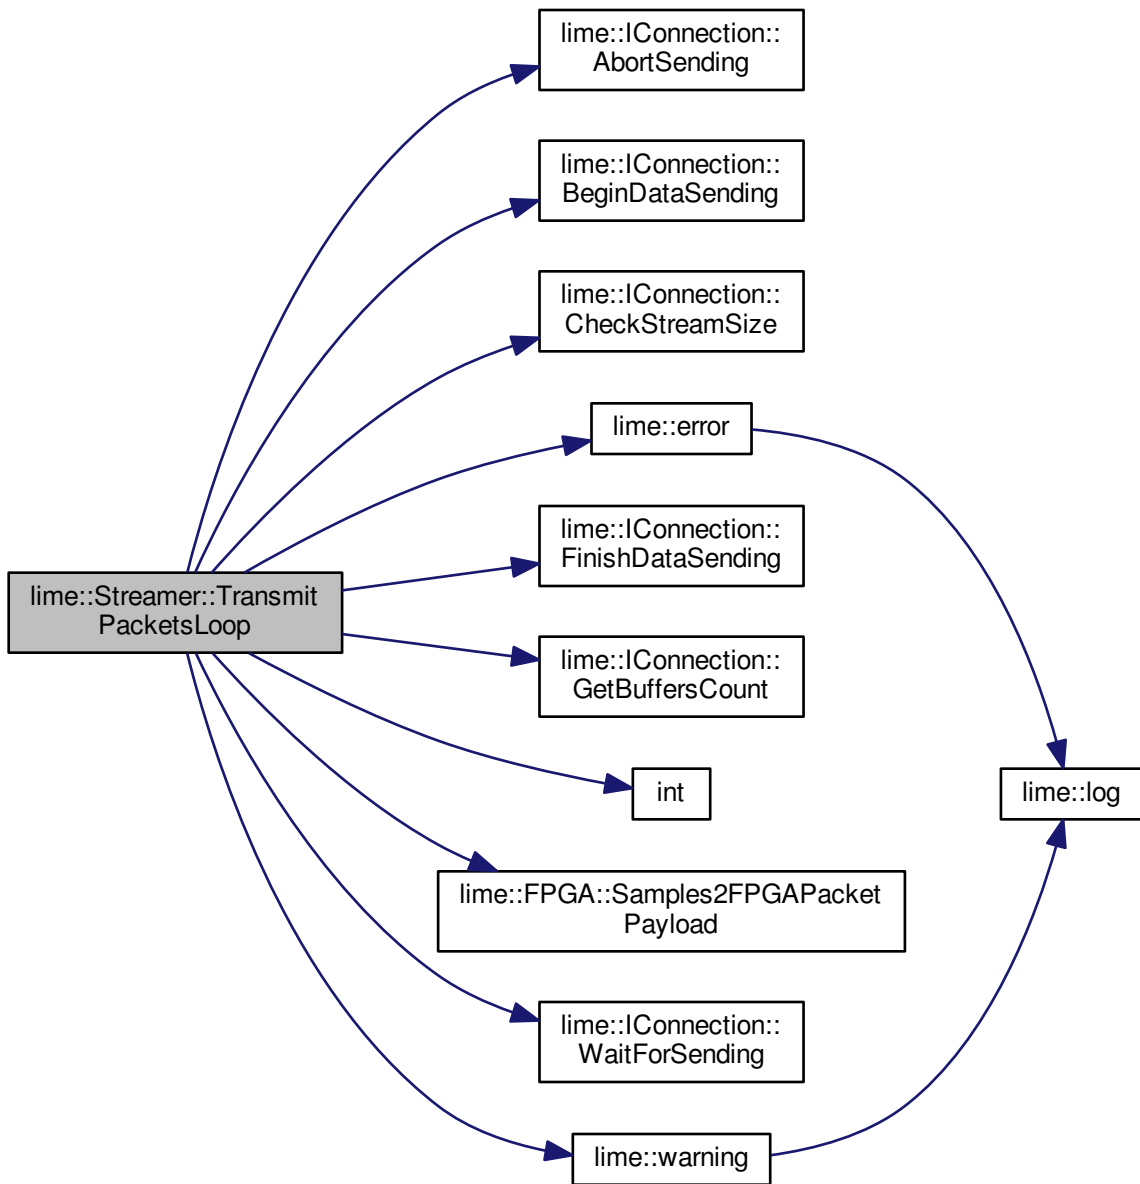 lime::IConnection::
AbortSending
lime::IConnection::
BeginDataSending
lime::IConnection::
CheckStreamSize
lime::error
lime::IConnection::
FinishDataSending
lime::Streamer::Transmit
PacketsLoop
lime::IConnection::
GetBuffersCount
int
lime::log
lime::FPGA::Samples2FPGAPacket
Payload
lime::IConnection::
WaitForSending
lime::warning